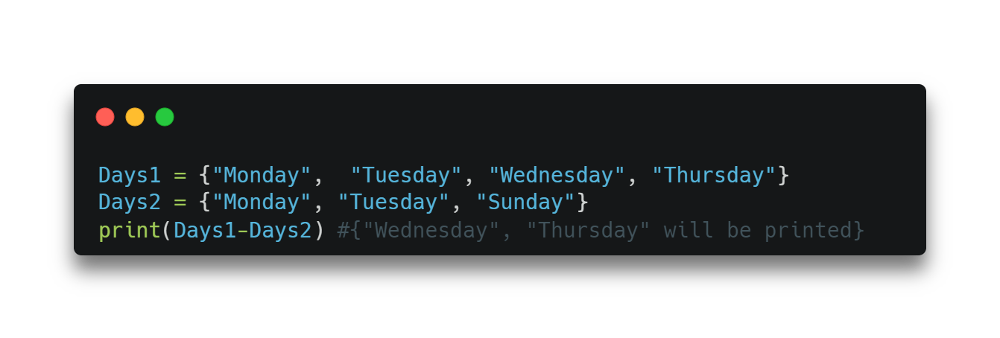 Days1 = {"Monday",  "Tuesday", "Wednesday", "Thursday"}
Days2 = {"Monday", "Tuesday", "Sunday"}
print(Days1-Days2) #{"Wednesday", "Thursday" will be printed}